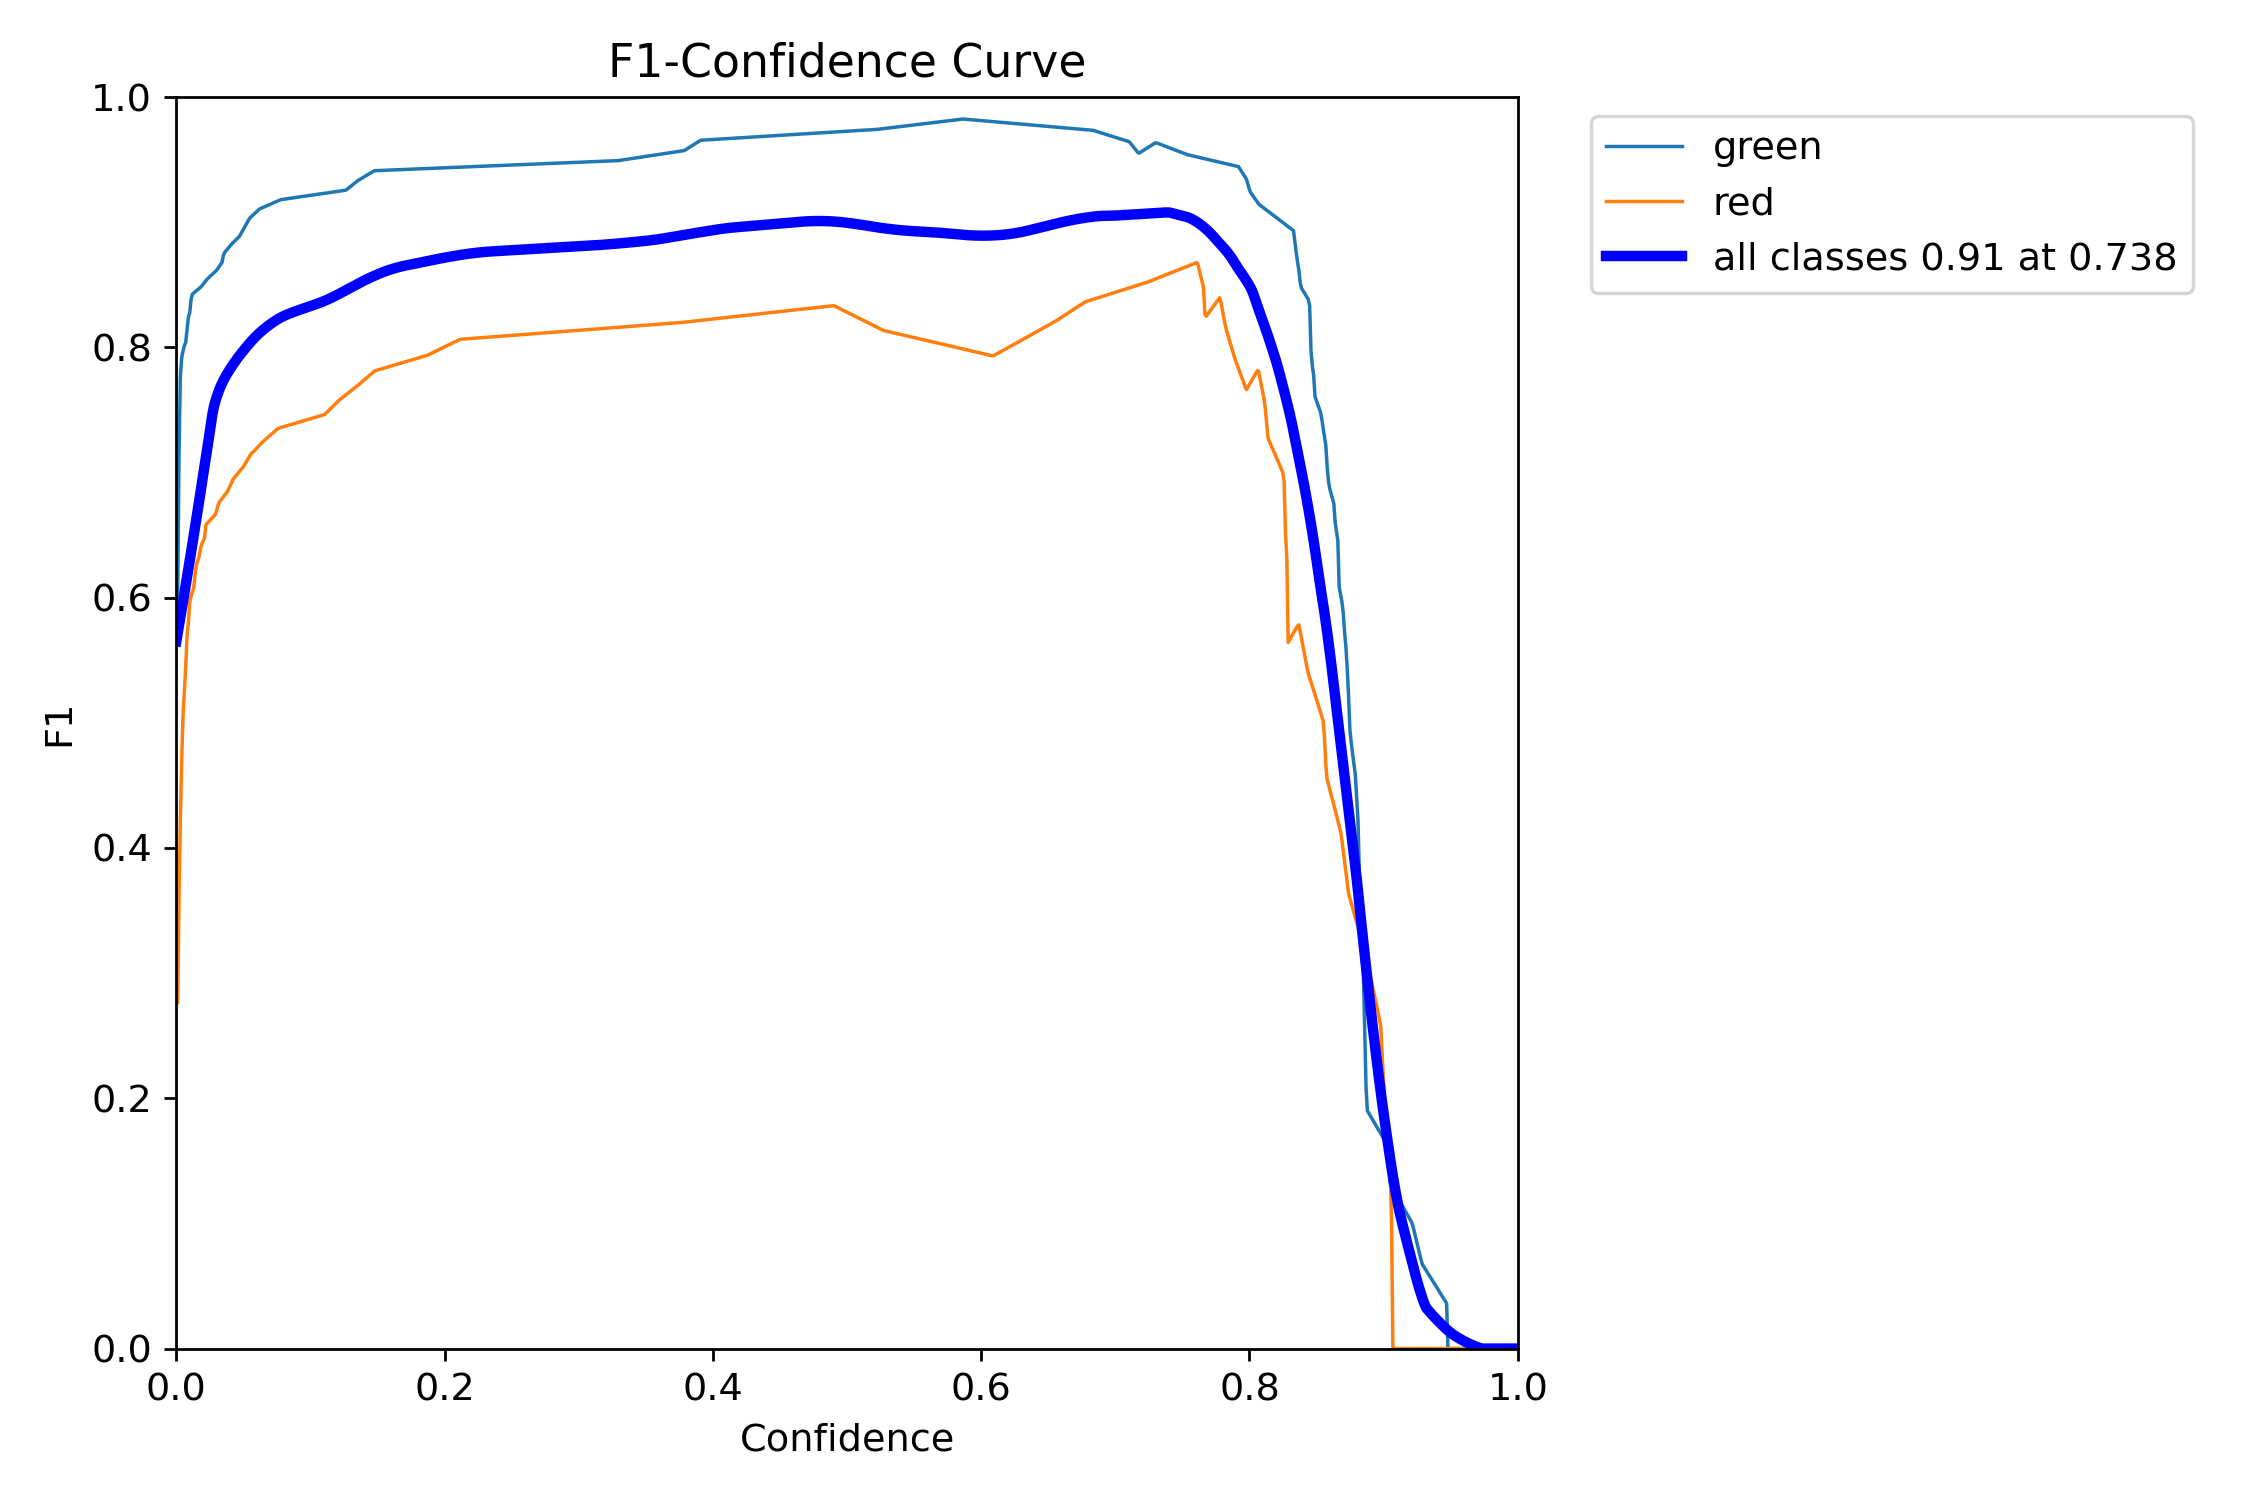 F1-Confidence Curve
1.0
0.8
0.6
0.4
0.2
0.0
F1
0.0 0.2 0.4 0.6 0.8 1.0
Confidence
green
red
all classes 0.91 at 0.738